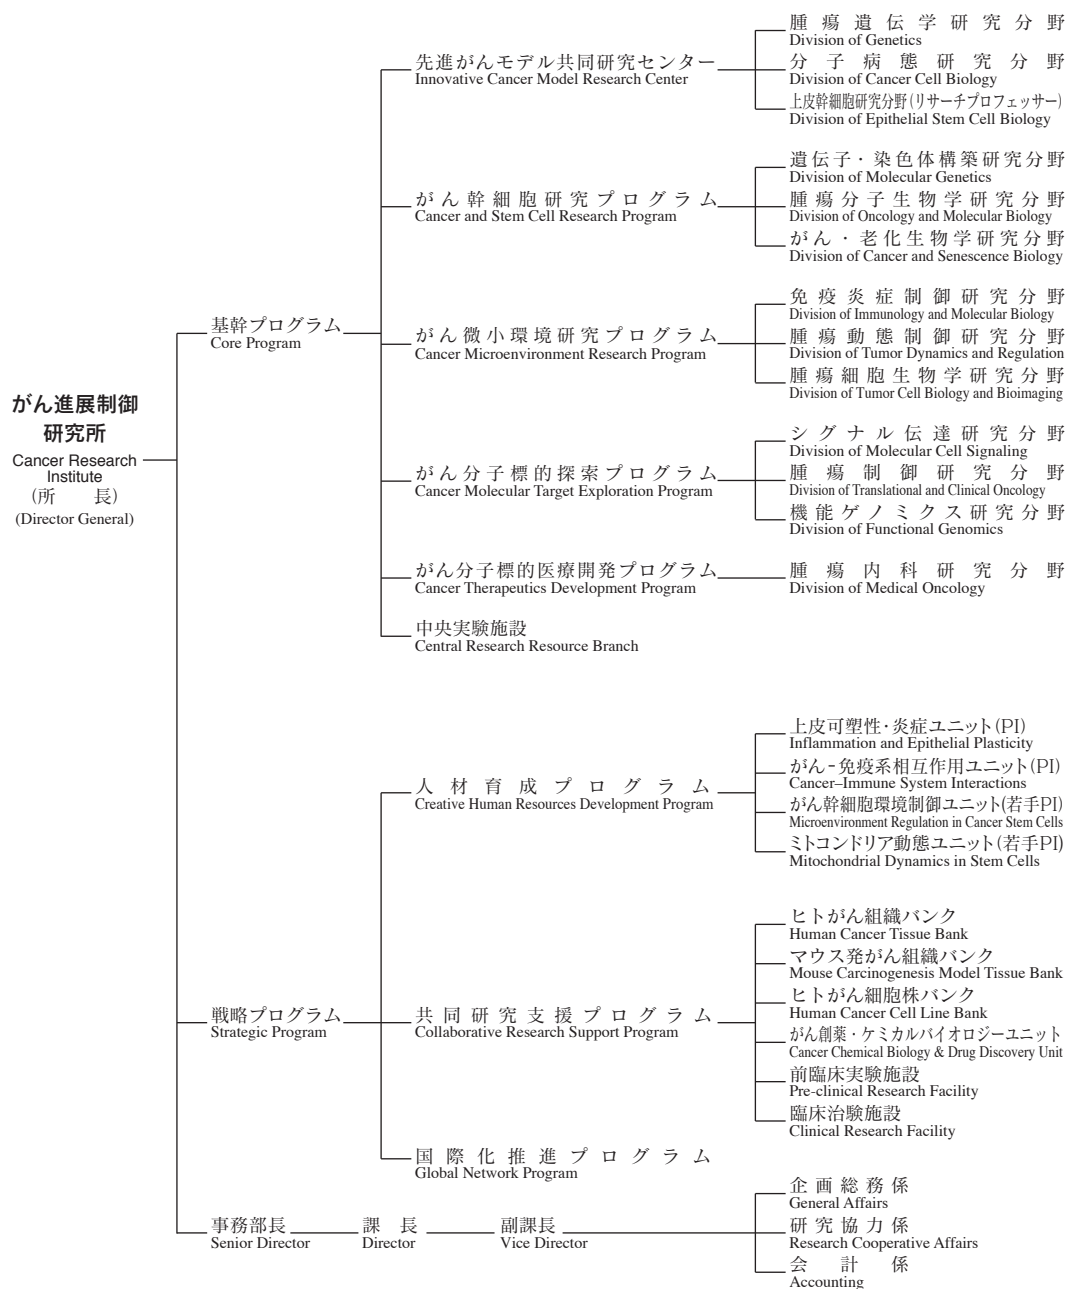 がん進展制御
研究所
Cancer Research
Institute
(所 長)
(Director General)
基幹プログラム
Core Program
先進がんモデル共同研究センター
Innovative Cancer Model Research Center
腫瘍遺伝学研究分野
Division of Genetics
分子病態研究分野
Division of Cancer Cell Biology
上皮幹細胞研究分野(リサーチプロフェッサー)
Division of Epithelial Stem Cell Biology
がん幹細胞研究プログラム
Cancer and Stem Cell Research Program
遺伝子・染色体構築研究分野
Division of Molecular Genetics
腫瘍分子生物学研究分野
Division of Oncology and Molecular Biology
がん・老化生物学研究分野
Division of Cancer and Senescence Biology
がん微小環境研究プログラム
Cancer Microenvironment Research Program
免疫炎症制御研究分野
Division of Immunology and Molecular Biology
腫瘍動態制御研究分野
Division of Tumor Dynamics and Regulation
腫瘍細胞生物学研究分野
Division of Tumor Cell Biology and Bioimaging
がん分子標的探索プログラム
Cancer Molecular Target Exploration Program
シグナル伝達研究分野
Division of Molecular Cell Signaling
腫瘍制御研究分野
Division of Translational and Clinical Oncology
機能ゲノミクス研究分野
Division of Functional Genomics
がん分子標的医療開発プログラム
Cancer Therapeutics Development Program
腫瘍内科研究分野
Division of Medical Oncology
中央実験施設
Central Research Resource Branch
戦略プログラム
Strategic Program
人材育成プログラム
Creative Human Resources Development Program
上皮可塑性・炎症ユニット(PI)
Inflammation and Epithelial Plasticity
がん-免疫系相互作用ユニット(PI)
Cancer–Immune System Interactions
がん幹細胞環境制御ユニット(若手PI)
Microenvironment Regulation in Cancer Stem Cells
ミトコンドリア動態ユニット(若手PI)
Mitochondrial Dynamics in Stem Cells
共同研究支援プログラム
Collaborative Research Support Program
ヒトがん組織バンク
Human Cancer Tissue Bank
マウス発がん組織バンク
Mouse Carcinogenesis Model Tissue Bank
ヒトがん細胞株バンク
Human Cancer Cell Line Bank
がん創薬・ケミカルバイオロジーユニット
Cancer Chemical Biology & Drug Discovery Unit
前臨床実験施設
Pre-clinical Research Facility
臨床治験施設
Clinical Research Facility
国際化推進プログラム
Global Network Program
事務部長
Senior Director
課 長
Director
副課長
Vice Director
企画総務係
General Affairs
研究協力係
Research Cooperative Affairs
会計係
Accounting